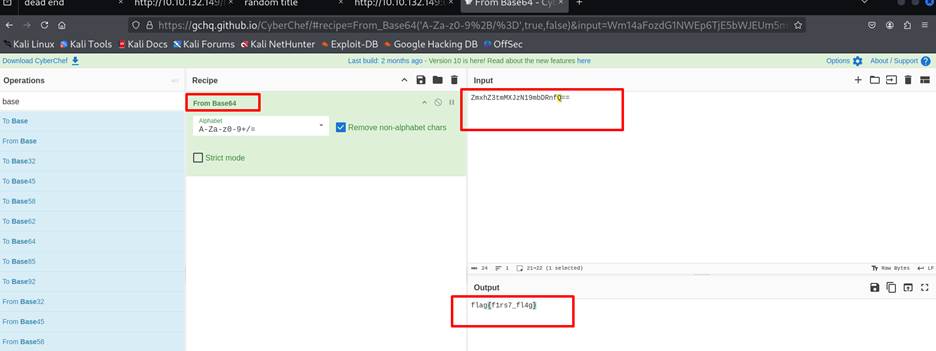 dead end
http://10.10.132.149/
random title
http://10.10.132.149:
From Base64
https://gchq.github.io/CyberChef/#recipe=From_Base64('A-Za-z0-9%2B/%3D',true,false)&input=Wm14aFozdG1NWEp6TjE5bWJEUm5
Kali Linux
Kali Tools
Kali Docs
Kali Forums
Kali NetHunter
Exploit-DB
Google Hacking DB
OffSec
Download CyberChef
Last build: 2 months ago - Version 10 is here! Read about the new features here
Options
About / Support
Operations
base
To Base
From Base
To Base32
To Base45
To Base58
To Base62
To Base64
To Base85
To Base92
From Base32
From Base45
From Base58
Recipe
From Base64
Alphabet
A-Za-z0-9+/=
Remove non-alphabet chars
Strict mode
Input
ZmxhZ3tmMXJzN19mbDRnfQ==
24
1
21→22 (1 selected)
Raw Bytes
LF
Output
flag{f1rs7_fl4g}